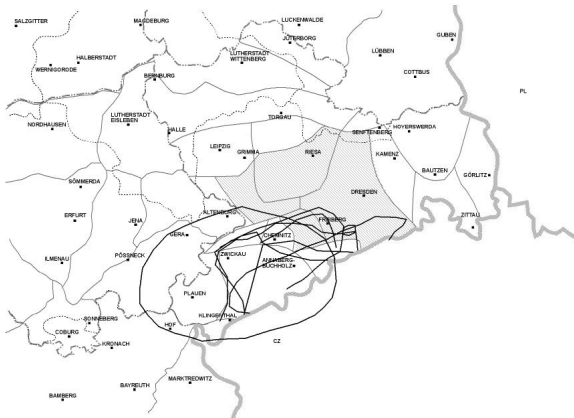 SALZGITTER
MAGDEBURG
LUCKENWALDE
JÜTERBORG
GUBEN
LÜBBEN
HALBERSTADT
WERNIGORODE
LUTHERSTADT
WITTENBERG
BERNBURG
COTTBUS
PL
NORDHAUSEN
LUTHERSTADT
EISLEBEN
HALLE
TORGAU
SENFTENBERG
HOYERSWERDA
LEIPZIG
GRIMMA
RIESA
KAMENZ
BAUTZEN
GÖRLITZ
SÖMMERDA
DRESDEN
ERFURT
JENA
ALTENBURG
GERA
FREIBERG
ZITTAU
CHEMNITZ
ILMENAU
PÖSSNECK
ZWICKAU
ANNABERG-
BUCHHOLZ
PLAUEN
SONNEBERG
COBURG
HOF
KLINGENTHAL
KRONACH
CZ
BAYREUTH
MARKTREDWITZ
BAMBERG